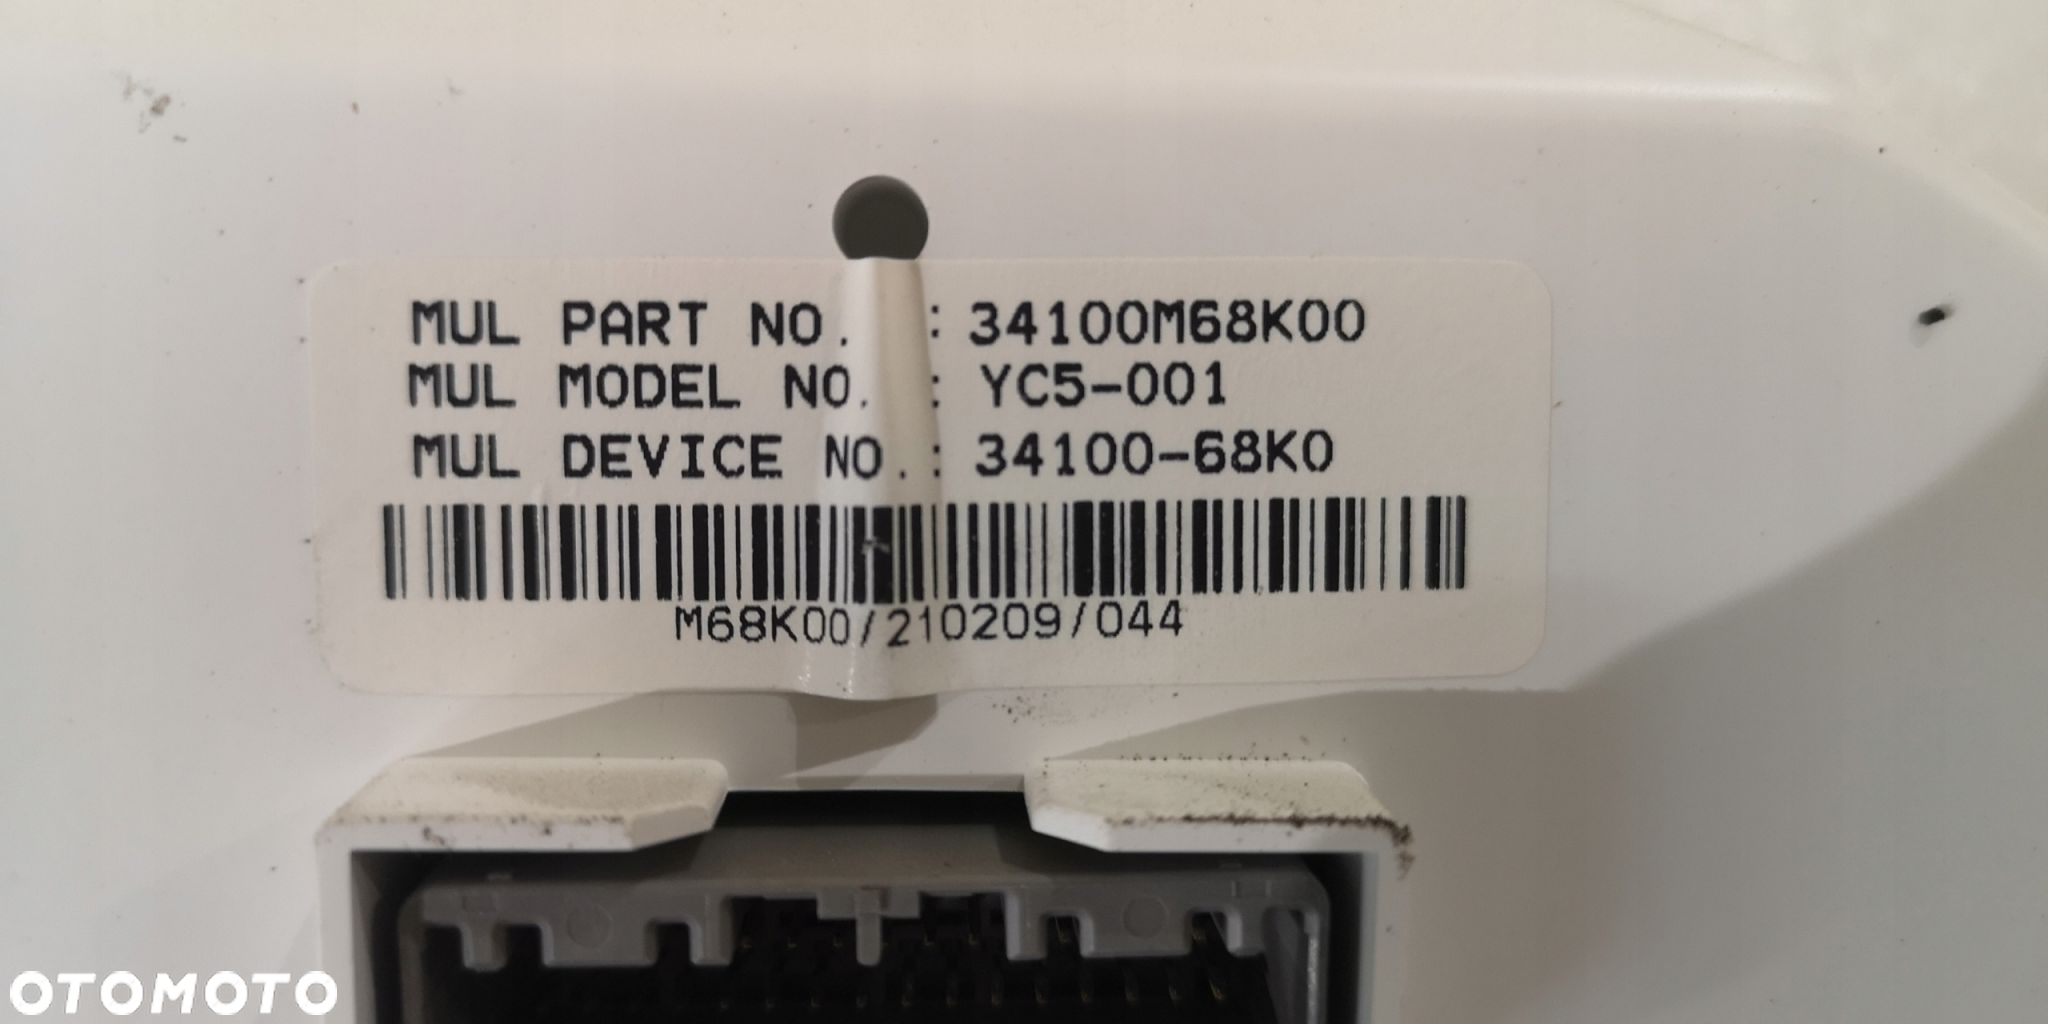 MUL PART NO. : 34100M68K00
MUL MODEL NO. : YC5-001
MUL DEVICE NO. : 34100-68K0
M68K00/210209/044
OTOMOTO